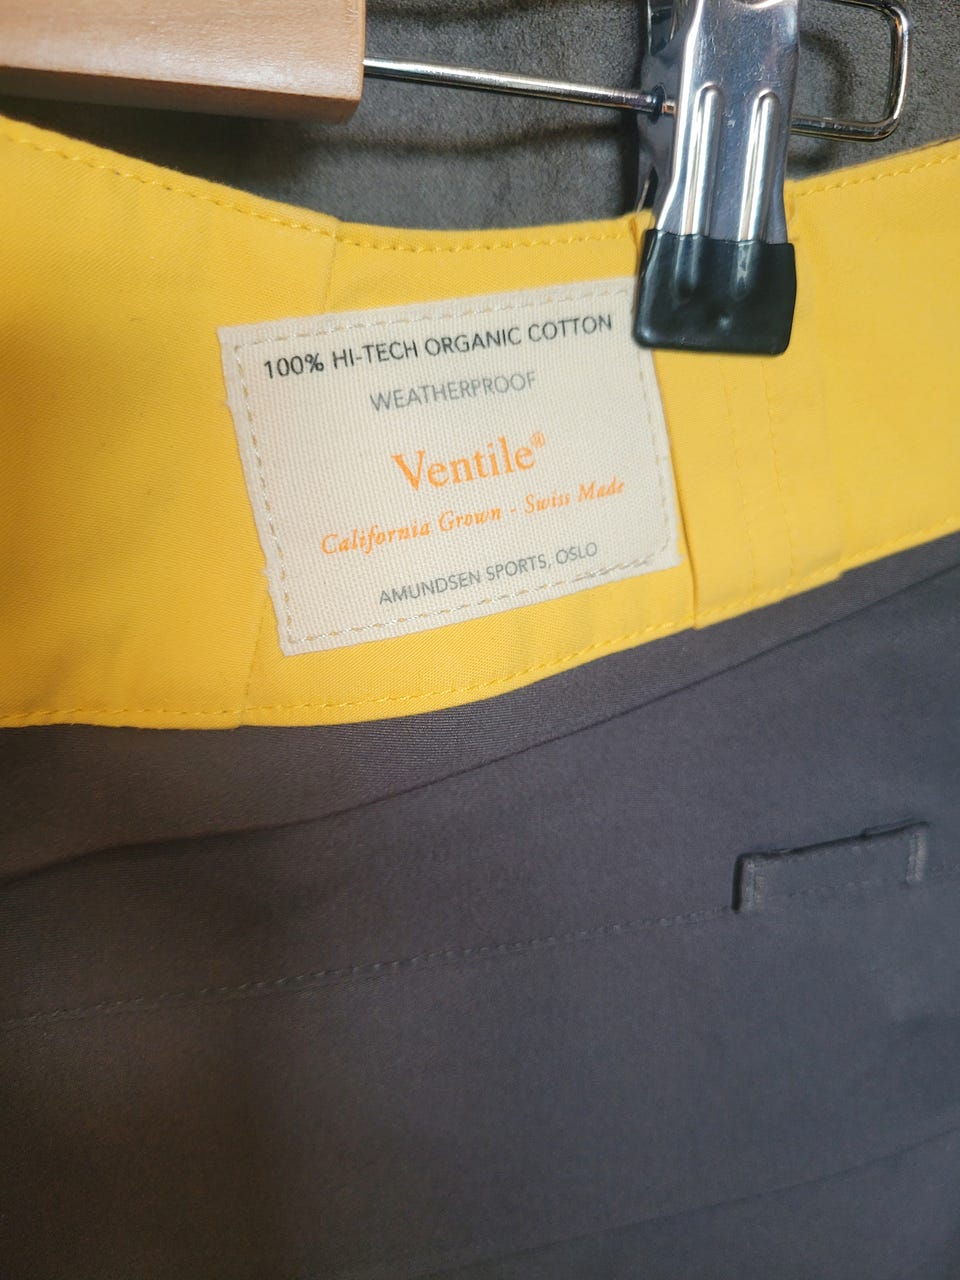 100% HI-TECH ORGANIC COTTON
WEATHERPROOF
Ventile®
California Grown - Swiss Made
AMUNDSEN SPORTS, OSLO